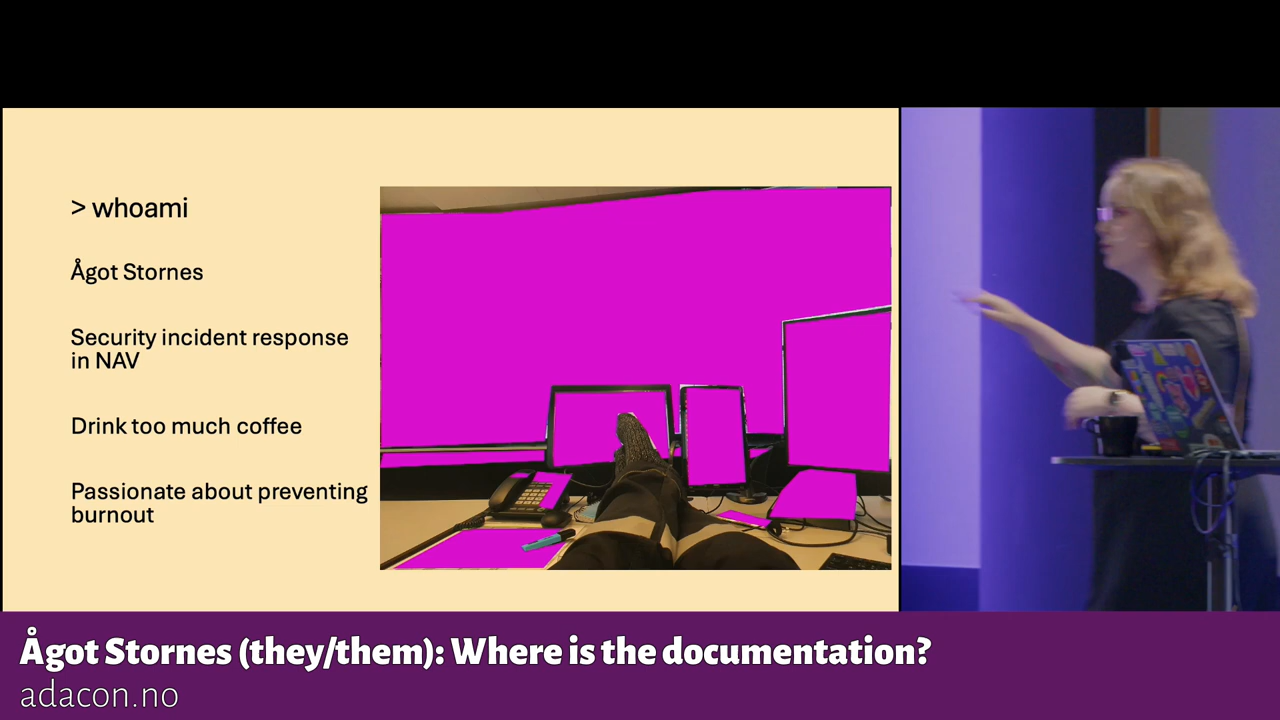 > whoami
Ågot Stornes
Security incident response
in NAV
Drink too much coffee
Passionate about preventing
burnout
Ågot Stornes (they/them): Where is the documentation?
adacon.no